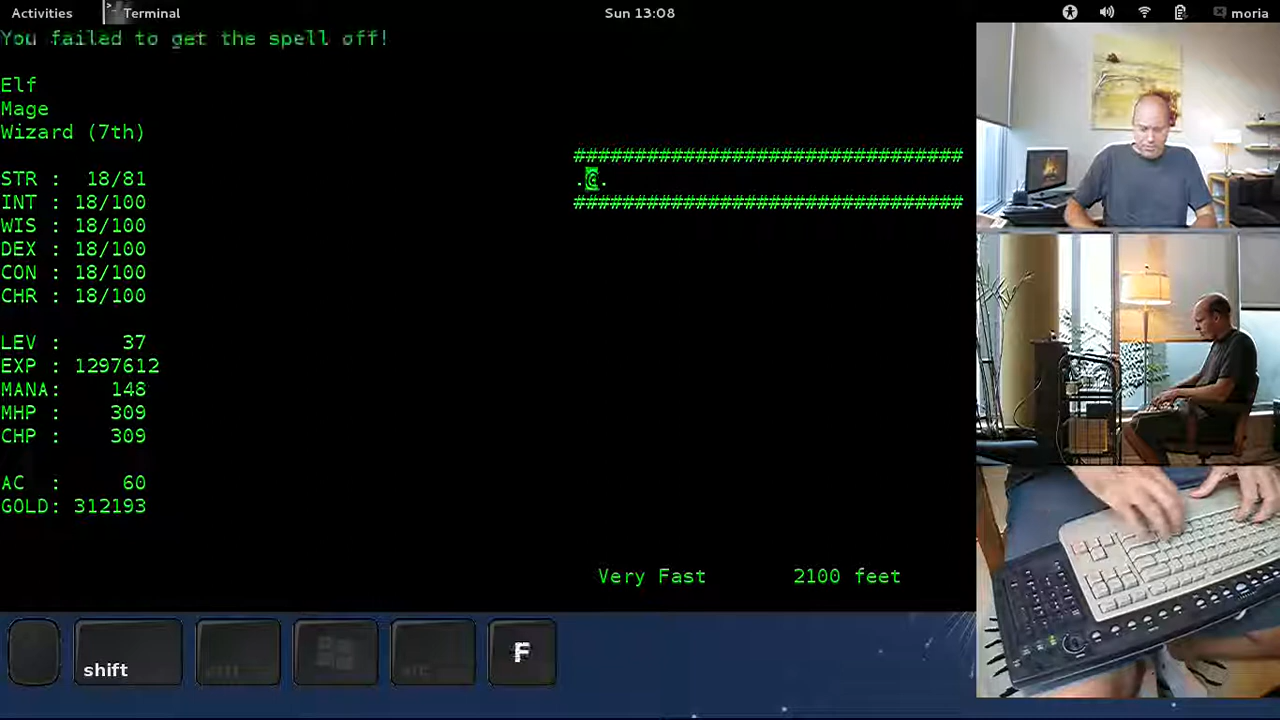 Activities Terminal Sun 13:08 moria
You failed to get the spell off!
Elf
Mage
Wizard (7th)
################################
STR : 18/81 .@.
INT : 18/100 ################################
WIS : 18/100
DEX : 18/100
CON : 18/100
CHR : 18/100
LEV : 37
EXP : 1297612
MANA: 148
MHP : 309
CHP : 309
AC : 60
GOLD: 312193
Very Fast 2100 feet
shift F